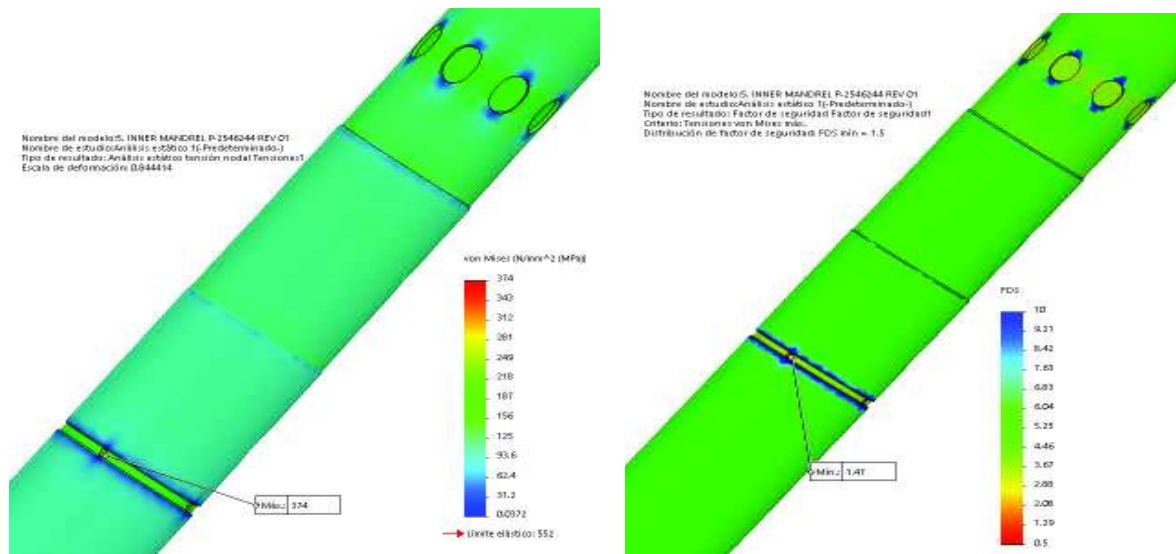 Nombre del modelo:5. INNER MANDREL P-2546244 REV 01
Nombre de estudio:Análisis estático 1(-Predeterminado-)
Tipo de resultado: Análisis estático tensión nodal Tensiones1
Escala de deformación: 0.844414
von Mises (N/mm^2 (MPa))
374
343
312
281
249
218
187
156
125
93.6
62.4
31.2
0.0372
Límite elástico: 552
Máx.: 374
Nombre del modelo:5. INNER MANDREL P-2546244 REV 01
Nombre de estudio:Análisis estático 1(-Predeterminado-)
Tipo de resultado: Factor de seguridad Factor de seguridad1
Criterio: Tensiones von Mises máx.
Distribución de factor de seguridad: FDS mín = 1.5
FDS
10
9.21
8.42
7.63
6.83
6.04
5.25
4.46
3.67
2.88
2.08
1.29
0.5
Mín.: 1.47